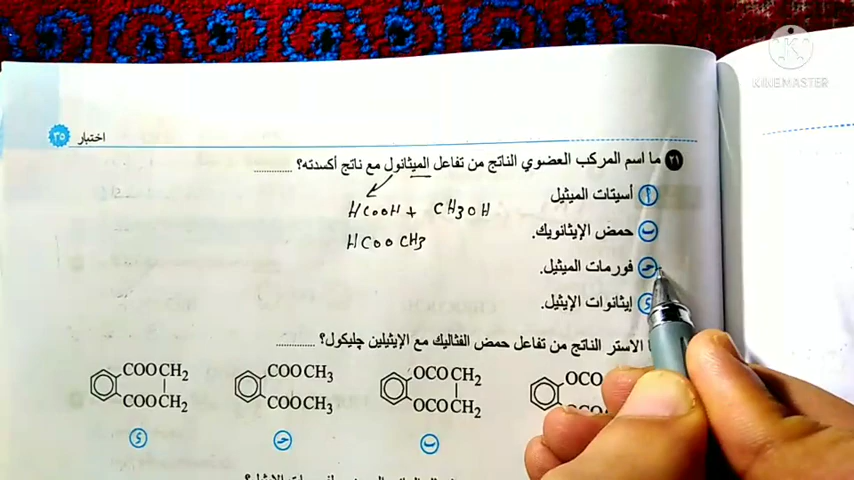 KINEMASTER
اختبار ٣٥
٢١ ما اسم المركب العضوي الناتج من تفاعل الميثانول مع ناتج أكسدته؟ ............
أ أسيتات الميثيل
HCOOH + CH3OH
ب حمض الإيثانويك.
HCOOCH3
جـ فورمات الميثيل.
د إيثانوات الإيثيل.
الاستر الناتج من تفاعل حمض الفثاليك مع الإيثيلين جليكول؟ ............
COOCH2 COOCH3 OCOCH2
COOCH2 COOCH3 OCOCH2
د جـ ب